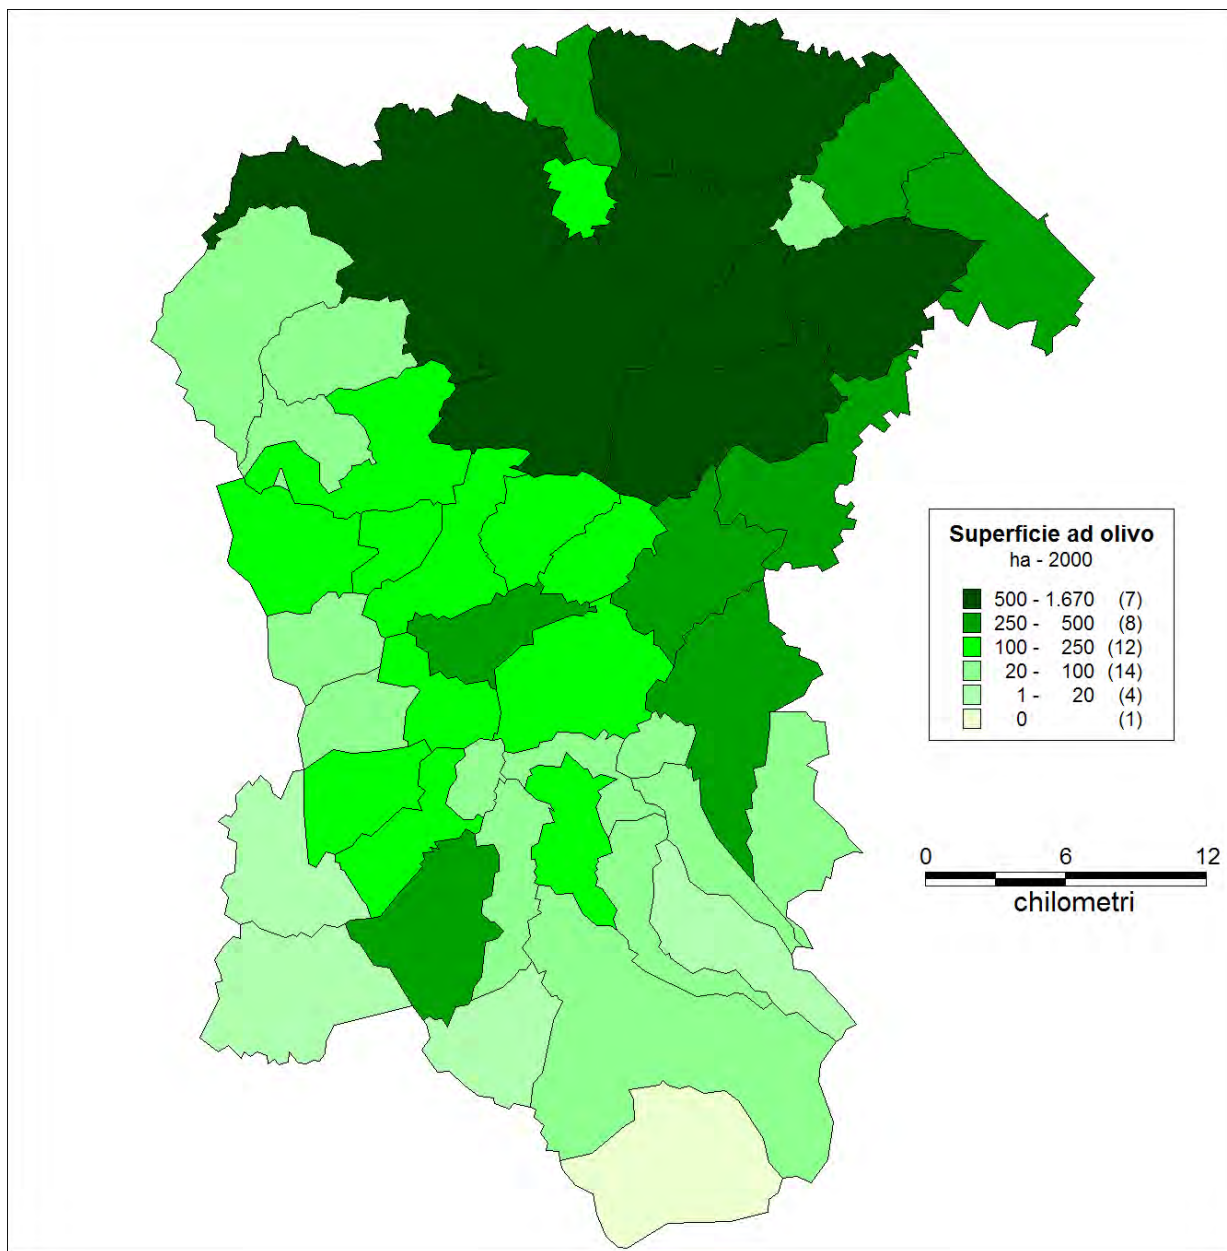 Superficie ad olivo
ha - 2000
500 - 1.670 (7)
250 - 500 (8)
100 - 250 (12)
20 - 100 (14)
1 - 20 (4)
0 (1)
0 6 12
chilometri